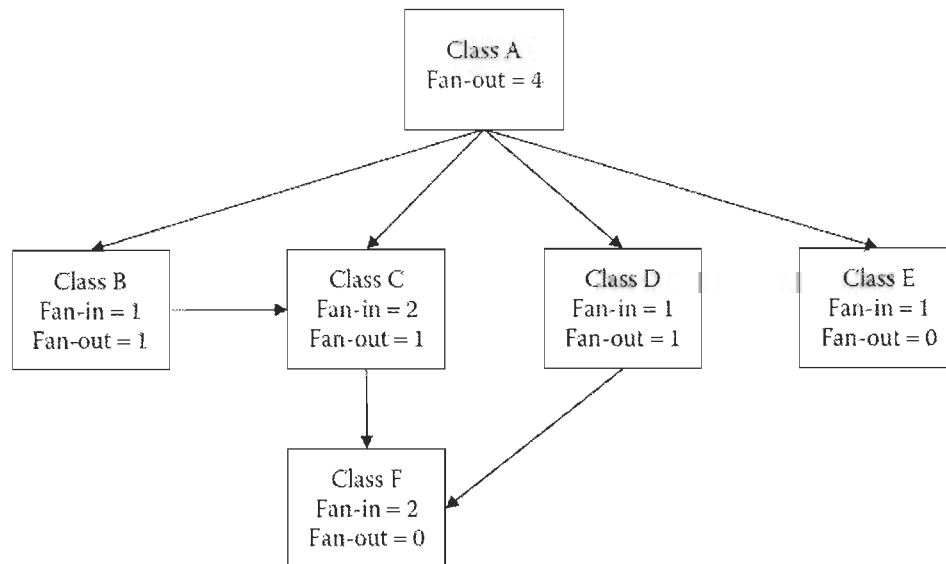 Class A
Fan-out = 4
Class B
Fan-in = 1
Fan-out = 1
Class C
Fan-in = 2
Fan-out = 1
Class D
Fan-in = 1
Fan-out = 1
Class E
Fan-in = 1
Fan-out = 0
Class F
Fan-in = 2
Fan-out = 0